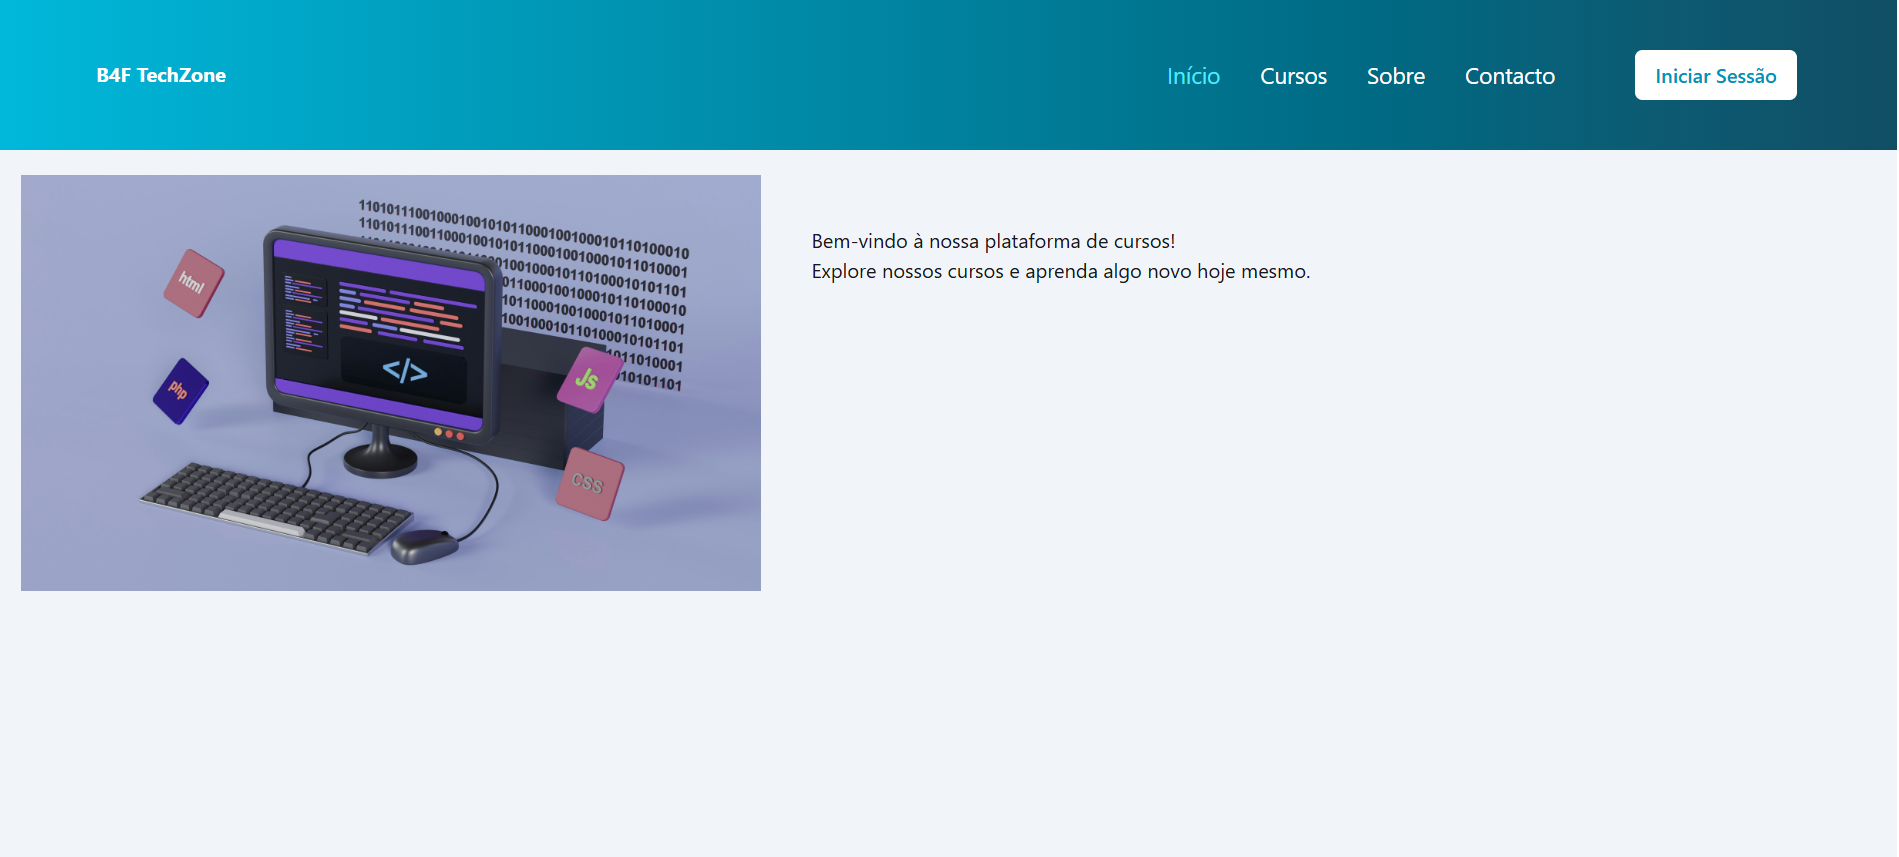 B4F TechZone
Início Cursos Sobre Contacto Iniciar Sessão
Bem-vindo à nossa plataforma de cursos!
Explore nossos cursos e aprenda algo novo hoje mesmo.
html
</>
Js
php
CSS